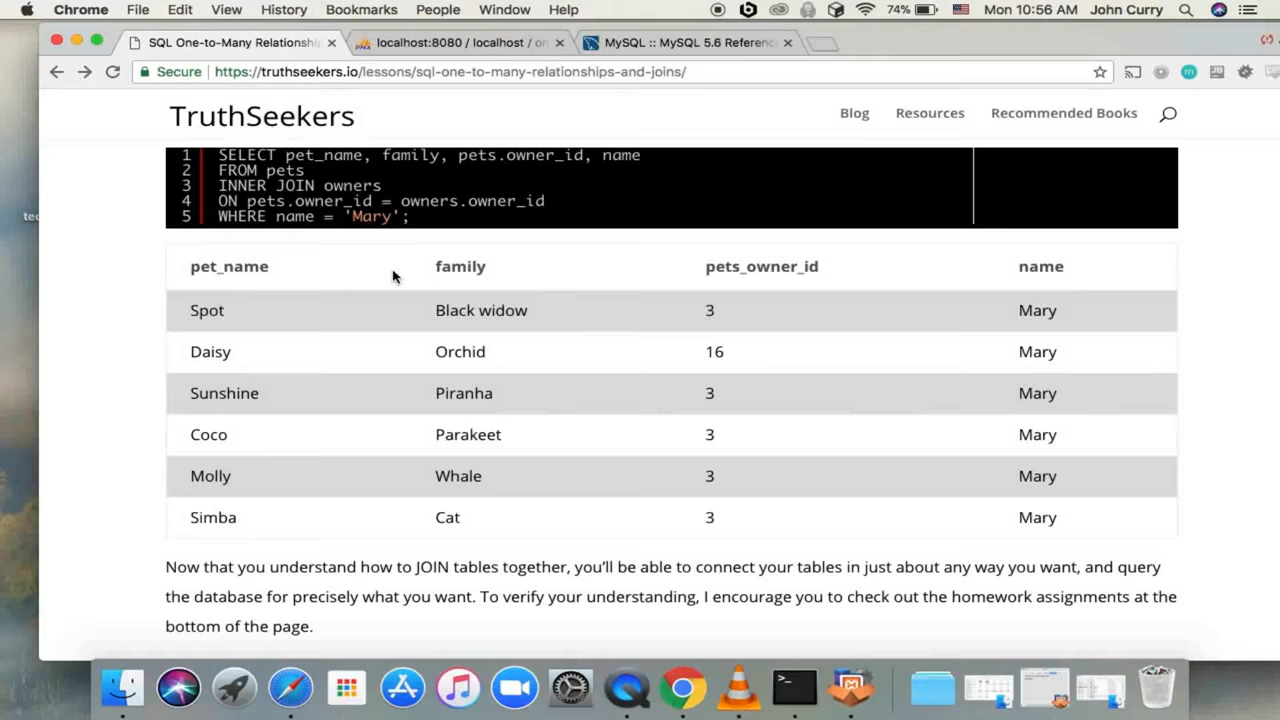 Chrome File Edit View History Bookmarks People Window Help 74% Mon 10:56 AM John Curry
SQL One-to-Many Relationshi localhost:8080 / localhost / on MySQL :: MySQL 5.6 Referenc
Secure https://truthseekers.io/lessons/sql-one-to-many-relationships-and-joins/
TruthSeekers Blog Resources Recommended Books
1 SELECT pet_name, family, pets.owner_id, name
2 FROM pets
3 INNER JOIN owners
4 ON pets.owner_id = owners.owner_id
5 WHERE name = 'Mary';
pet_name family pets_owner_id name
Spot Black widow 3 Mary
Daisy Orchid 16 Mary
Sunshine Piranha 3 Mary
Coco Parakeet 3 Mary
Molly Whale 3 Mary
Simba Cat 3 Mary
Now that you understand how to JOIN tables together, you'll be able to connect your tables in just about any way you want, and query
the database for precisely what you want. To verify your understanding, I encourage you to check out the homework assignments at the
bottom of the page.